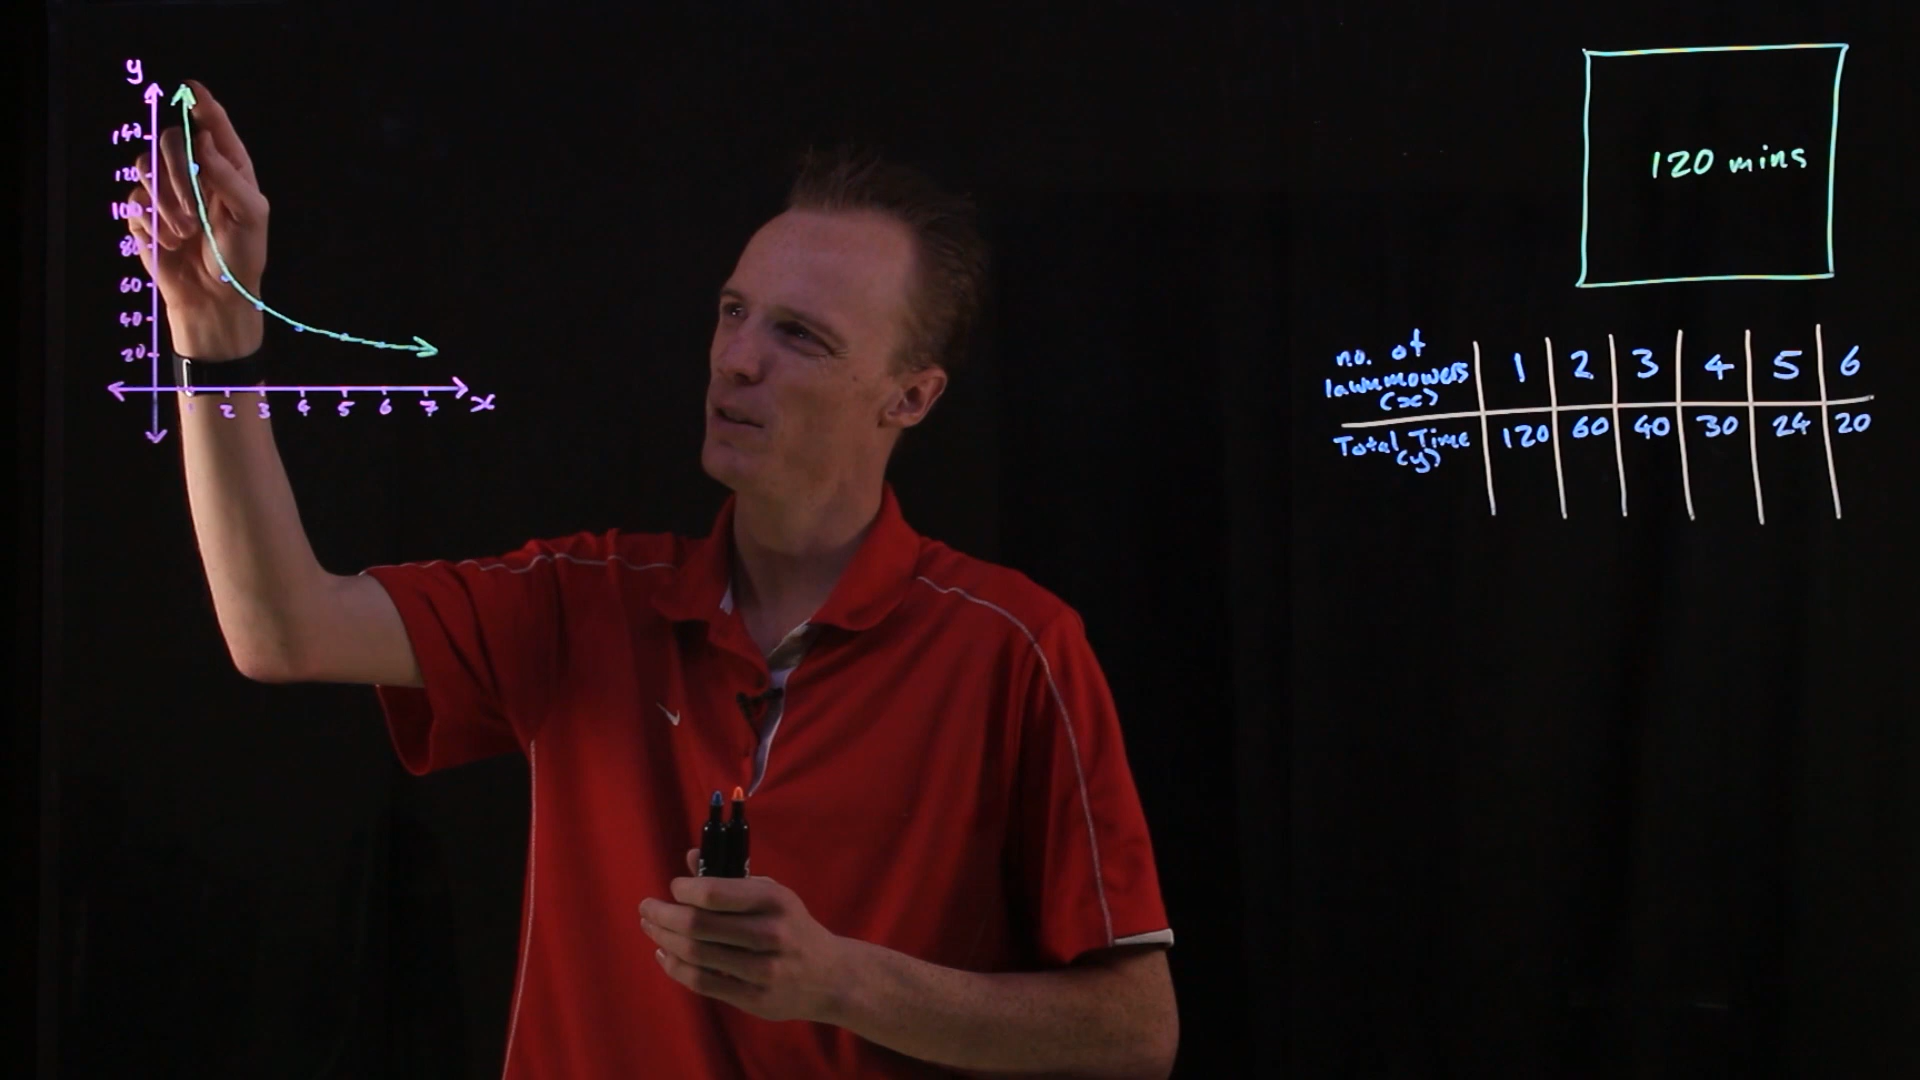 y
140
120
100
80
60
40
20
1 2 3 4 5 6 7 x
120 mins
no. of
lawnmowers
(x)
1 2 3 4 5 6
Total Time
(y)
120 60 40 30 24 20